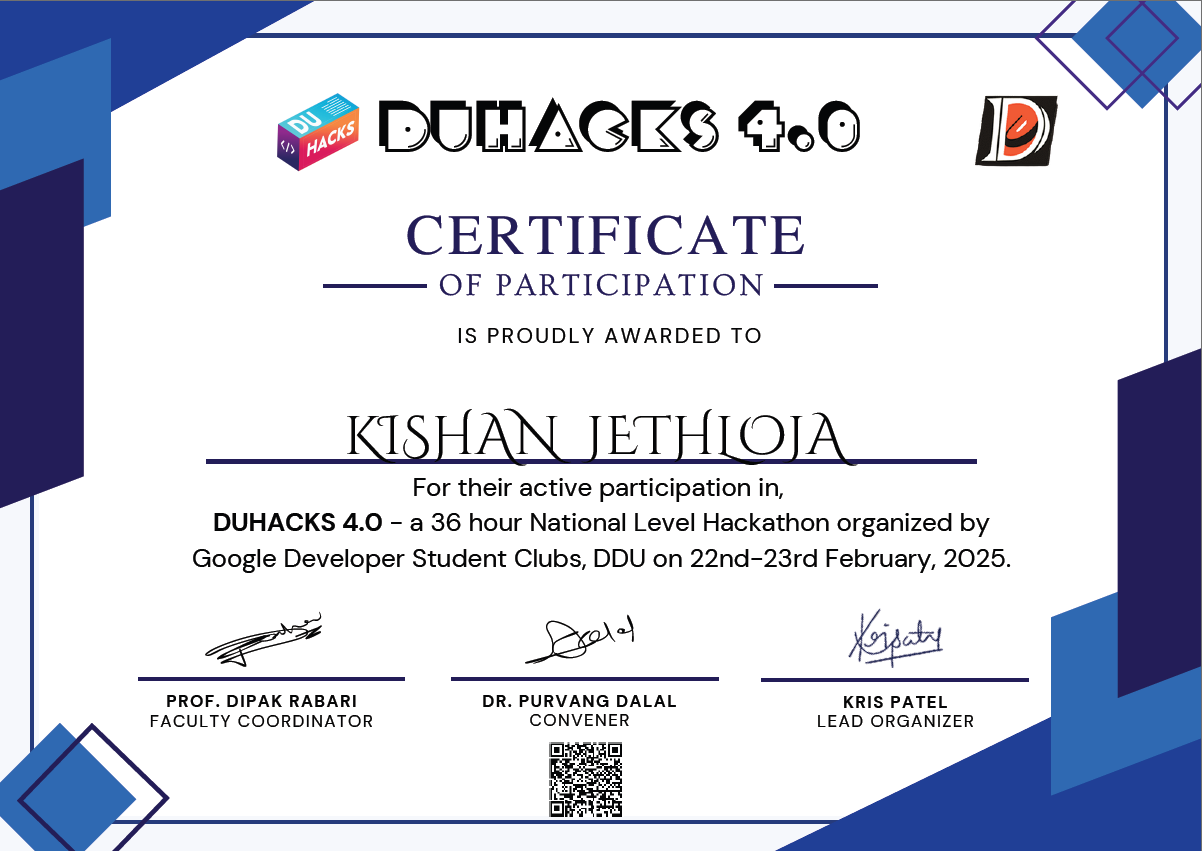 DU
</>
HACKS
DUHACKS 4.0
D
CERTIFICATE
OF PARTICIPATION
IS PROUDLY AWARDED TO
KISHAN JETHLOJA
For their active participation in,
DUHACKS 4.0 - a 36 hour National Level Hackathon organized by
Google Developer Student Clubs, DDU on 22nd-23rd February, 2025.
PROF. DIPAK RABARI
FACULTY COORDINATOR
DR. PURVANG DALAL
CONVENER
KRIS PATEL
LEAD ORGANIZER